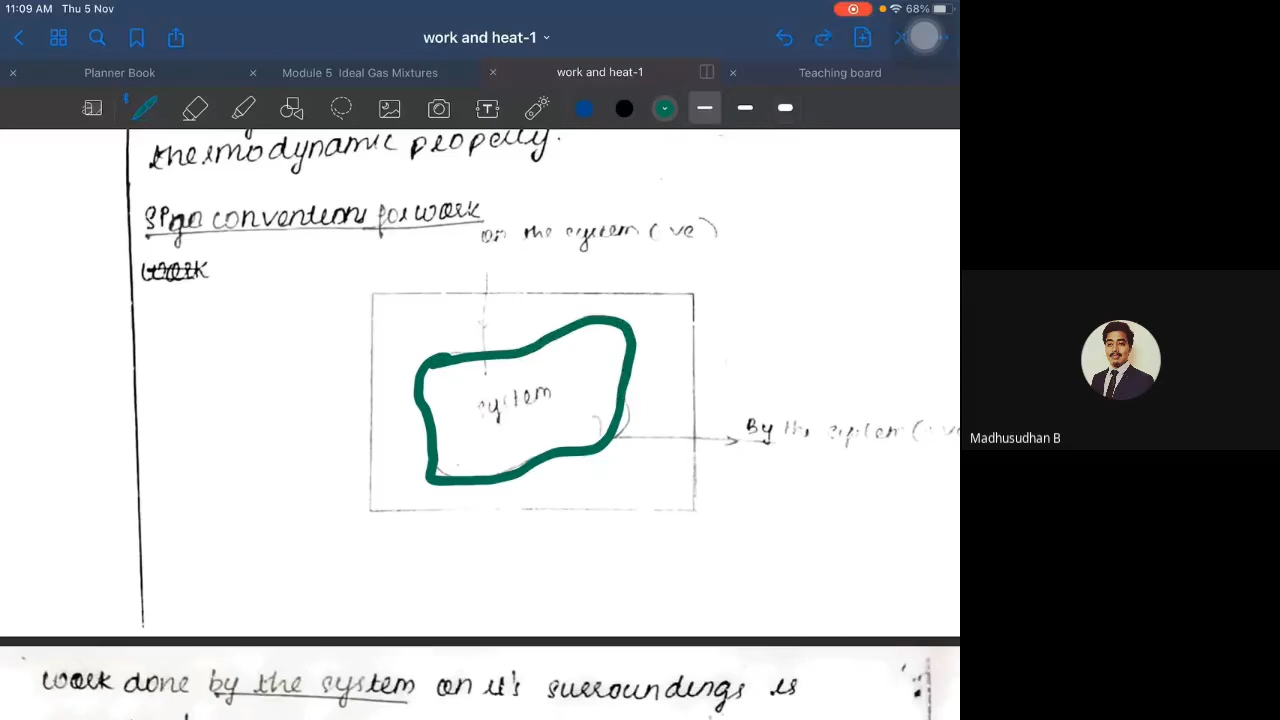 11:09 AM Thu 5 Nov
68%
work and heat-1
Planner Book
Module 5 Ideal Gas Mixtures
work and heat-1
Teaching board
thermodynamic property.
Sign conventions for work
on the system (-ve)
work
system
By the system (
Madhusudhan B
work done by the system on it's surroundings is